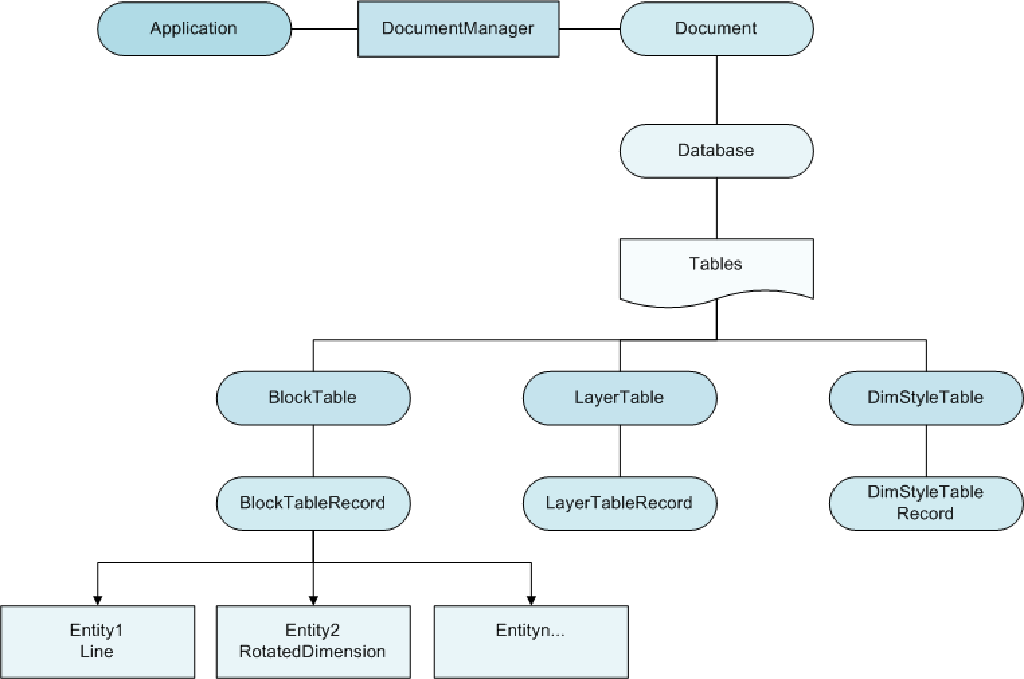 Application
DocumentManager
Document
Database
Tables
BlockTable
LayerTable
DimStyleTable
BlockTableRecord
LayerTableRecord
DimStyleTable
Record
Entity1
Line
Entity2
RotatedDimension
Entityn...